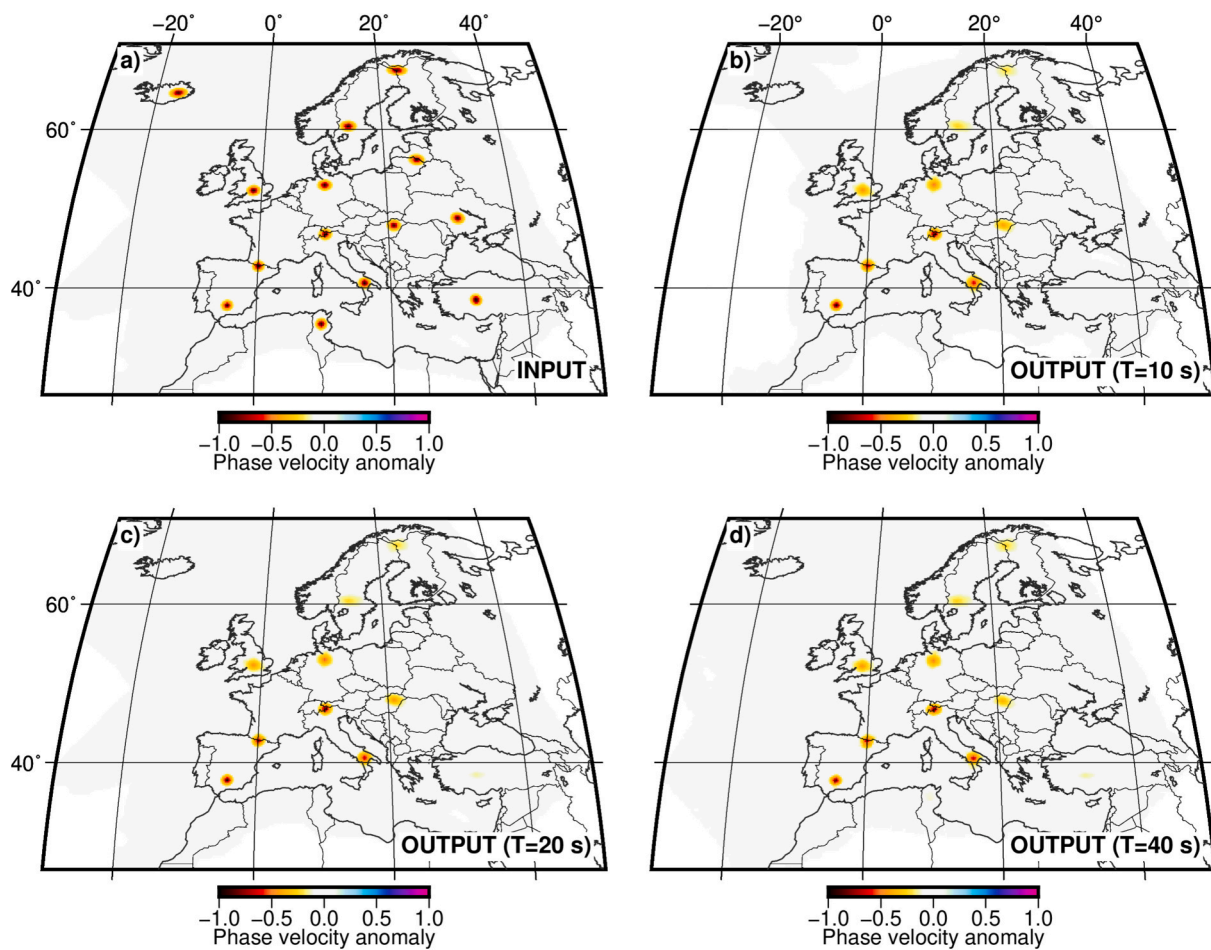 −20° 0° 20° 40° −20° 0° 20° 40°
a) b)
60°
40°
INPUT OUTPUT (T=10 s)
−1.0 −0.5 0.0 0.5 1.0 −1.0 −0.5 0.0 0.5 1.0
Phase velocity anomaly Phase velocity anomaly
c) d)
60°
40°
OUTPUT (T=20 s) OUTPUT (T=40 s)
−1.0 −0.5 0.0 0.5 1.0 −1.0 −0.5 0.0 0.5 1.0
Phase velocity anomaly Phase velocity anomaly